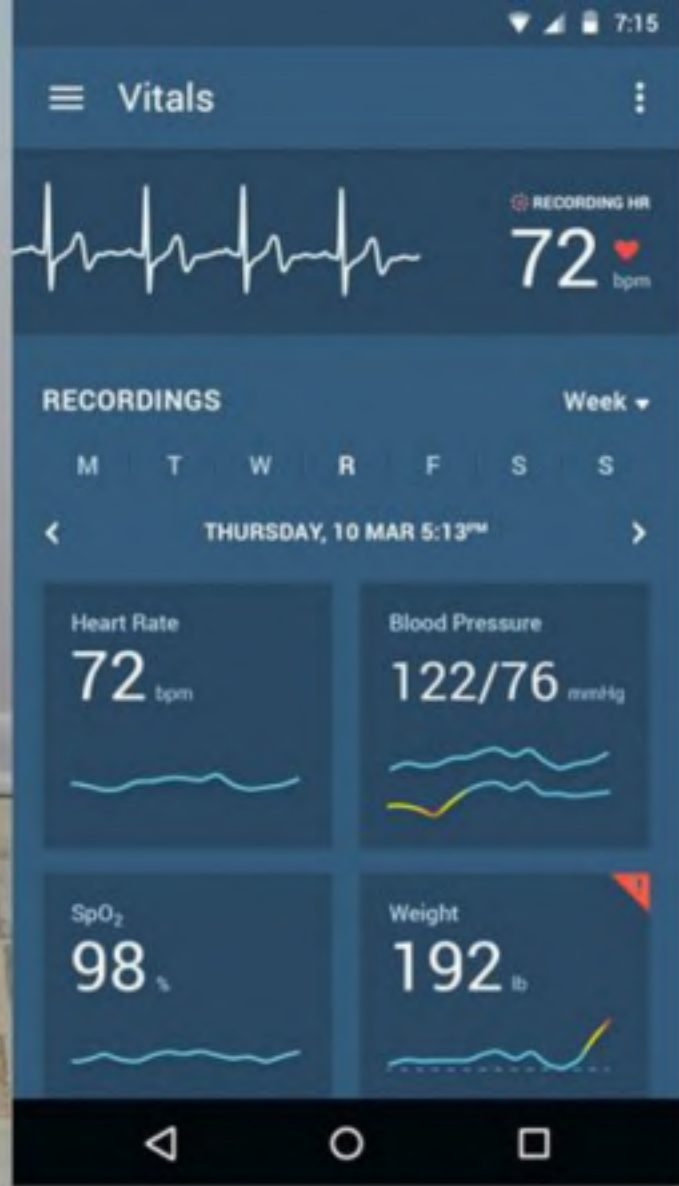 7:15
Vitals
RECORDING HR
72
bpm
RECORDINGS
Week
M T W R F S S
THURSDAY, 10 MAR 5:13PM
Heart Rate
72 bpm
Blood Pressure
122/76 mmHg
SpO₂
98 %
Weight
192 lb
!